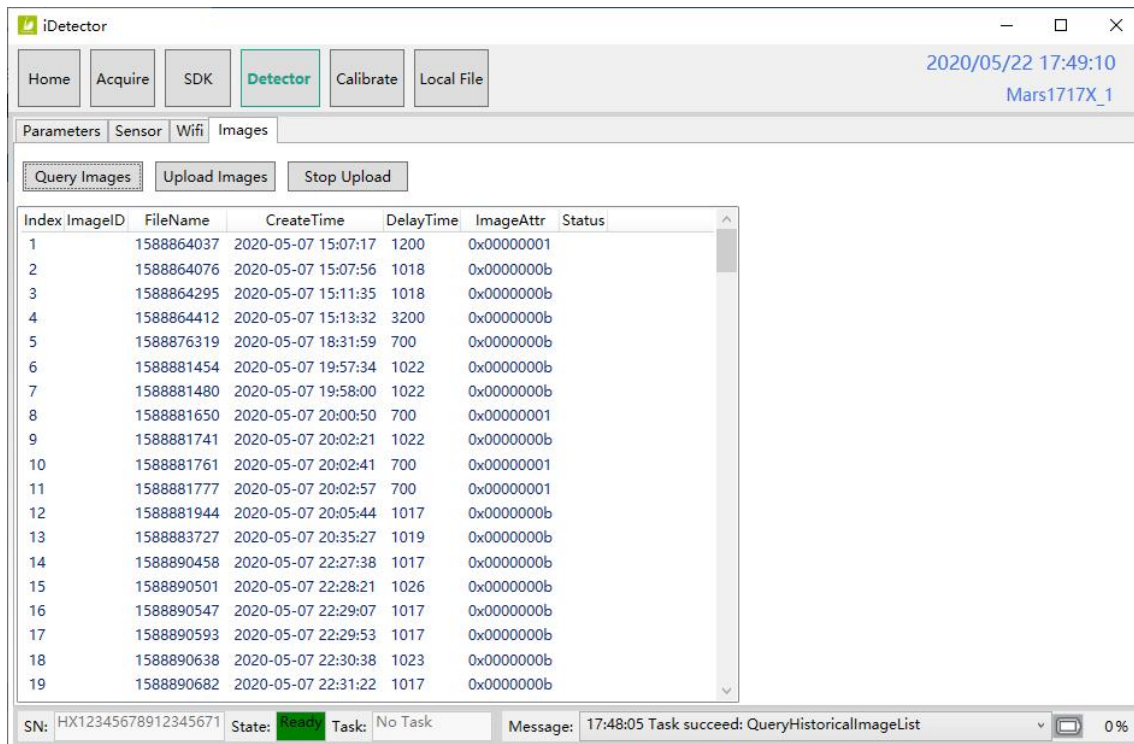 iDetector
Home Acquire SDK Detector Calibrate Local File
2020/05/22 17:49:10
Mars1717X_1
Parameters Sensor Wifi Images
Query Images Upload Images Stop Upload
Index ImageID FileName CreateTime DelayTime ImageAttr Status
1 1588864037 2020-05-07 15:07:17 1200 0x00000001
2 1588864076 2020-05-07 15:07:56 1018 0x0000000b
3 1588864295 2020-05-07 15:11:35 1018 0x0000000b
4 1588864412 2020-05-07 15:13:32 3200 0x0000000b
5 1588876319 2020-05-07 18:31:59 700 0x0000000b
6 1588881454 2020-05-07 19:57:34 1022 0x0000000b
7 1588881480 2020-05-07 19:58:00 1022 0x0000000b
8 1588881650 2020-05-07 20:00:50 700 0x00000001
9 1588881741 2020-05-07 20:02:21 1022 0x0000000b
10 1588881761 2020-05-07 20:02:41 700 0x00000001
11 1588881777 2020-05-07 20:02:57 700 0x00000001
12 1588881944 2020-05-07 20:05:44 1017 0x0000000b
13 1588883727 2020-05-07 20:35:27 1019 0x0000000b
14 1588890458 2020-05-07 22:27:38 1017 0x0000000b
15 1588890501 2020-05-07 22:28:21 1026 0x0000000b
16 1588890547 2020-05-07 22:29:07 1017 0x0000000b
17 1588890593 2020-05-07 22:29:53 1017 0x0000000b
18 1588890638 2020-05-07 22:30:38 1023 0x0000000b
19 1588890682 2020-05-07 22:31:22 1017 0x0000000b
SN: HX12345678912345671 State: Ready Task: No Task Message: 17:48:05 Task succeed: QueryHistoricalImageList 0%